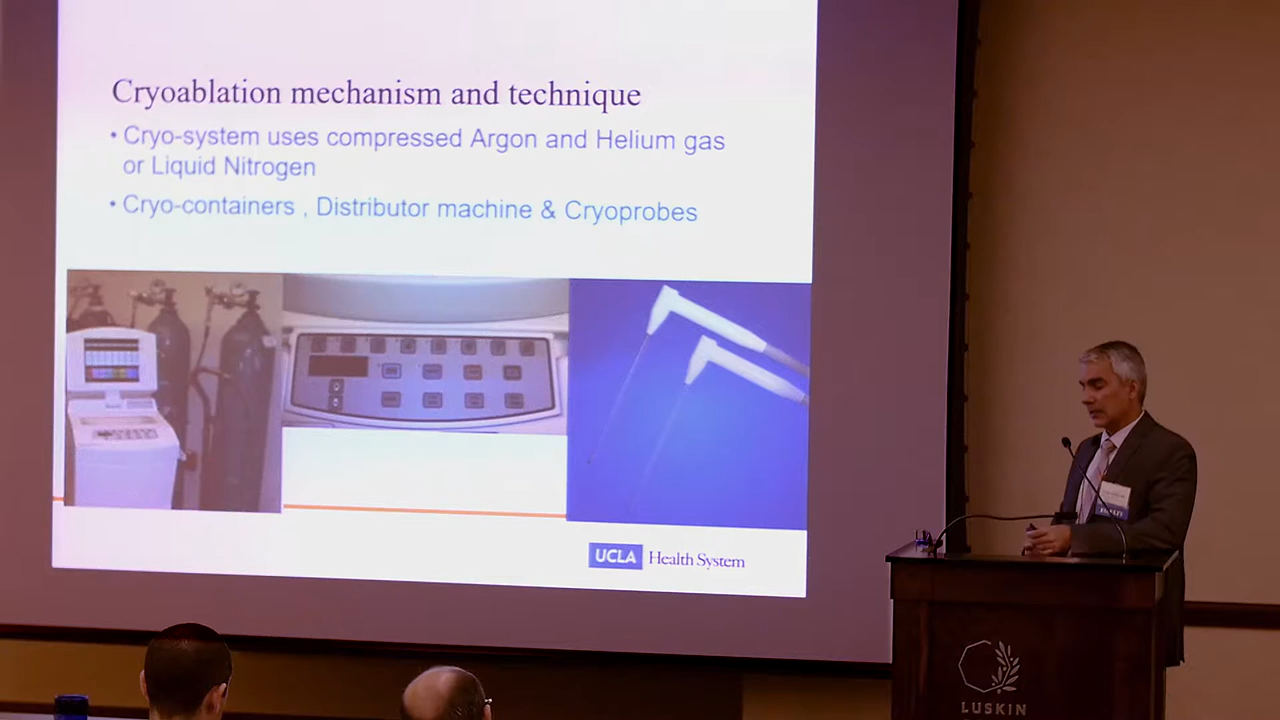 Cryoablation mechanism and technique
• Cryo-system uses compressed Argon and Helium gas
or Liquid Nitrogen
• Cryo-containers , Distributor machine & Cryoprobes
UCLA Health System
LUSKIN